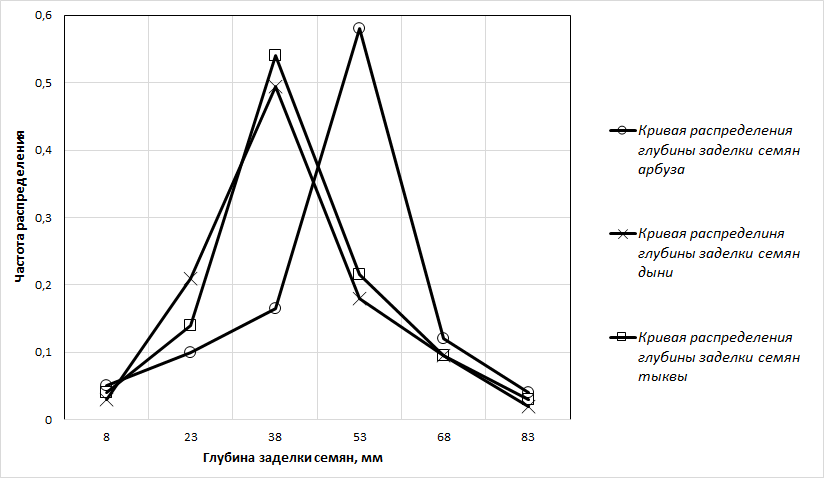 0,6
0,5
0,4
0,3
0,2
0,1
0
Частота распределения
8 23 38 53 68 83
Глубина заделки семян, мм
Кривая распределения
глубины заделки семян
арбуза
Кривая распределиня
глубины заделки семян
дыни
Кривая распределения
глубины заделки семян
тыквы